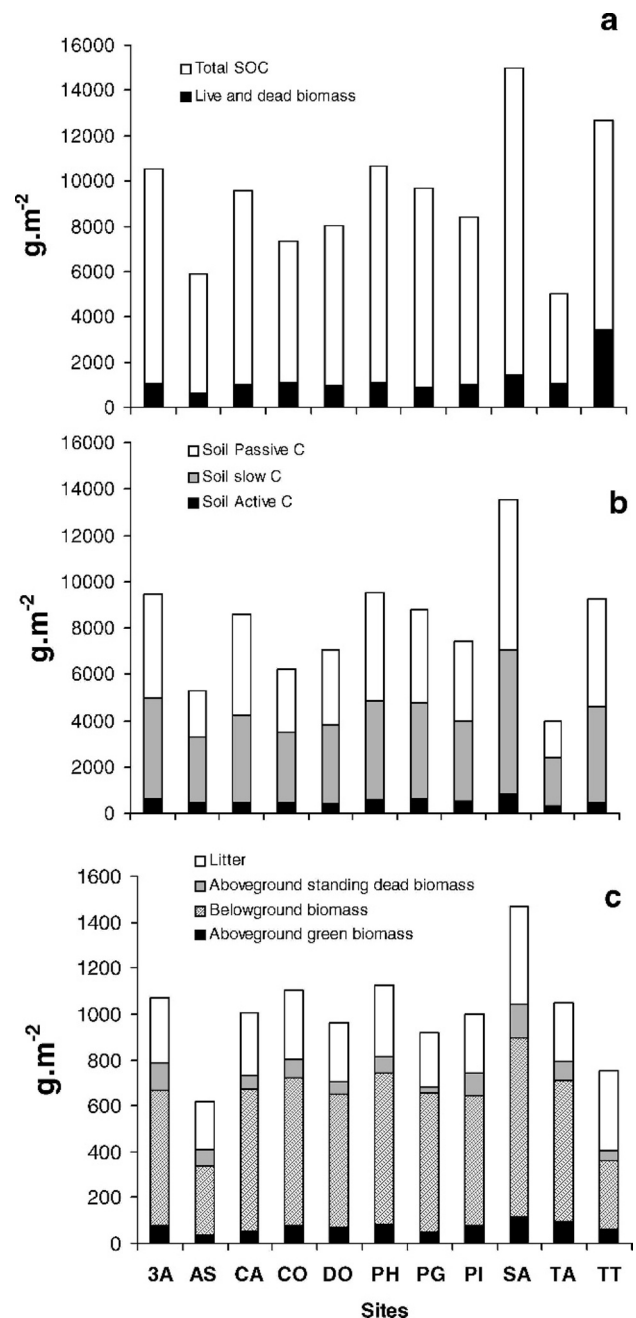 a
16000
14000
12000
10000
8000
6000
4000
2000
0
g.m-2
Total SOC
Live and dead biomass
b
16000
14000
12000
10000
8000
6000
4000
2000
0
g.m-2
Soil Passive C
Soil slow C
Soil Active C
c
1600
1400
1200
1000
800
600
400
200
0
g.m-2
Litter
Aboveground standing dead biomass
Belowground biomass
Aboveground green biomass
3A AS CA CO DO PH PG PI SA TA TT
Sites